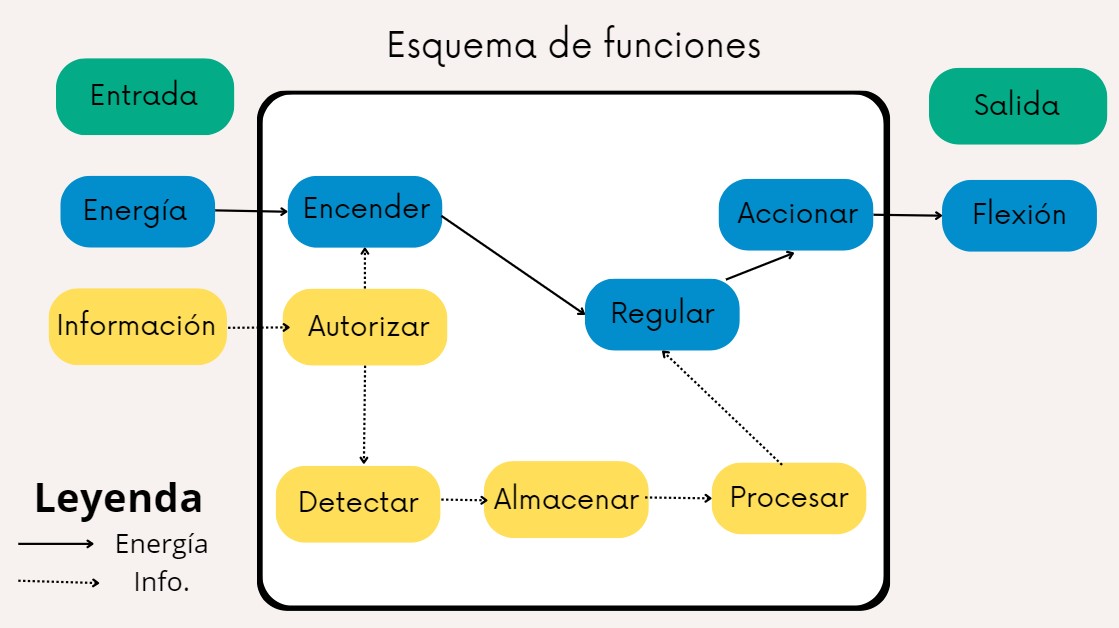 Esquema de funciones
Entrada
Salida
Energía
Encender
Accionar
Flexión
Información
Autorizar
Regular
Detectar
Almacenar
Procesar
Leyenda
Energía
Info.